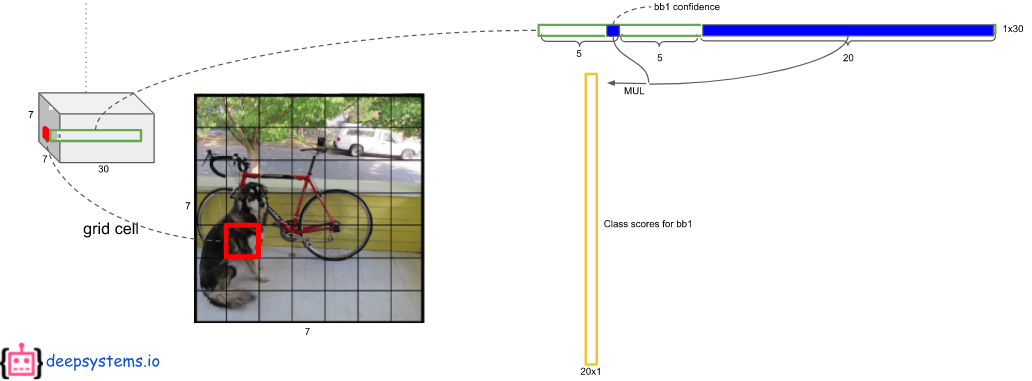 bb1 confidence
1x30
5
5
20
MUL
7
7
30
grid cell
7
7
Class scores for bb1
20x1
{ } deepsystems.io